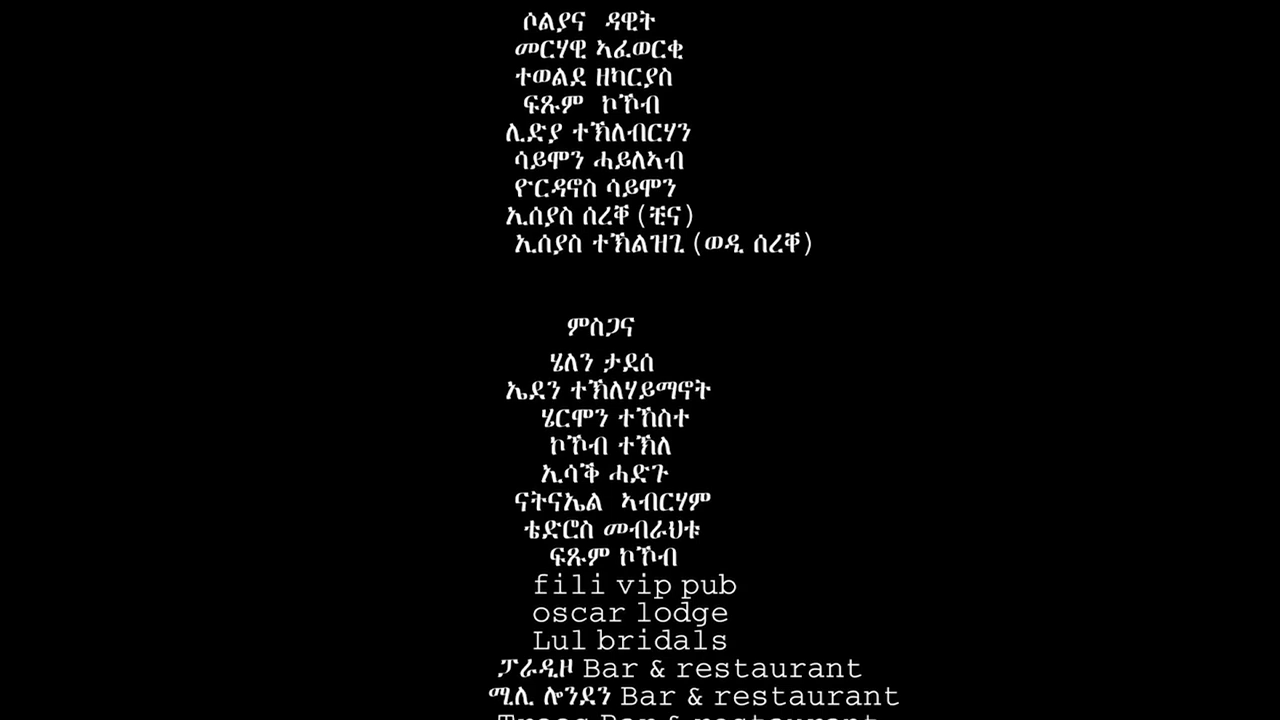 ሶልያና ዳዊት
መርሃዊ ኣፈወርቂ
ተወልደ ዘካርያስ
ፍጹም ኮኾብ
ሊድያ ተኽለብርሃን
ሳይሞን ሓይለኣብ
ዮርዳኖስ ሳይሞን
ኢሰያስ ሰረቐ (ቺና)
ኢሰያስ ተኽልዝጊ (ወዲ ሰረቐ)
ምስጋና
ሄለን ታደሰ
ኤደን ተኽለሃይማኖት
ሄርሞን ተኸስተ
ኮኾብ ተኽለ
ኢሳቕ ሓድጉ
ናትናኤል ኣብርሃም
ቴድሮስ መብራህቱ
ፍጹም ኮኾብ
fili vip pub
oscar lodge
Lul bridals
ፓራዲዞ Bar & restaurant
ሚሊ ሎንደን Bar & restaurant